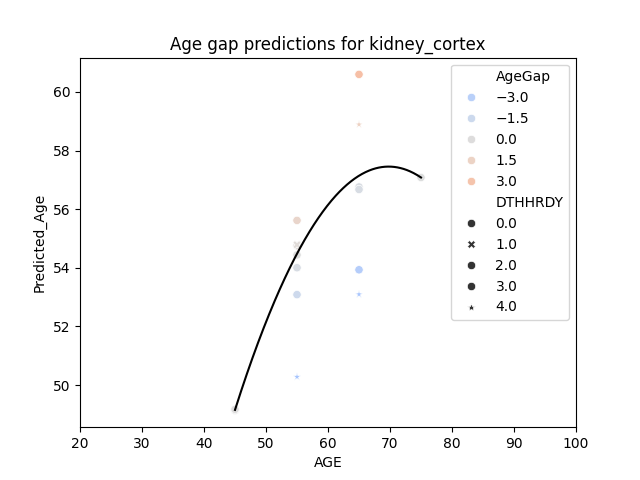 Age gap predictions for kidney_cortex
Predicted_Age
60
58
56
54
52
50
20 30 40 50 60 70 80 90 100
AGE
AgeGap
−3.0
−1.5
0.0
1.5
3.0
DTHHRDY
0.0
1.0
2.0
3.0
4.0